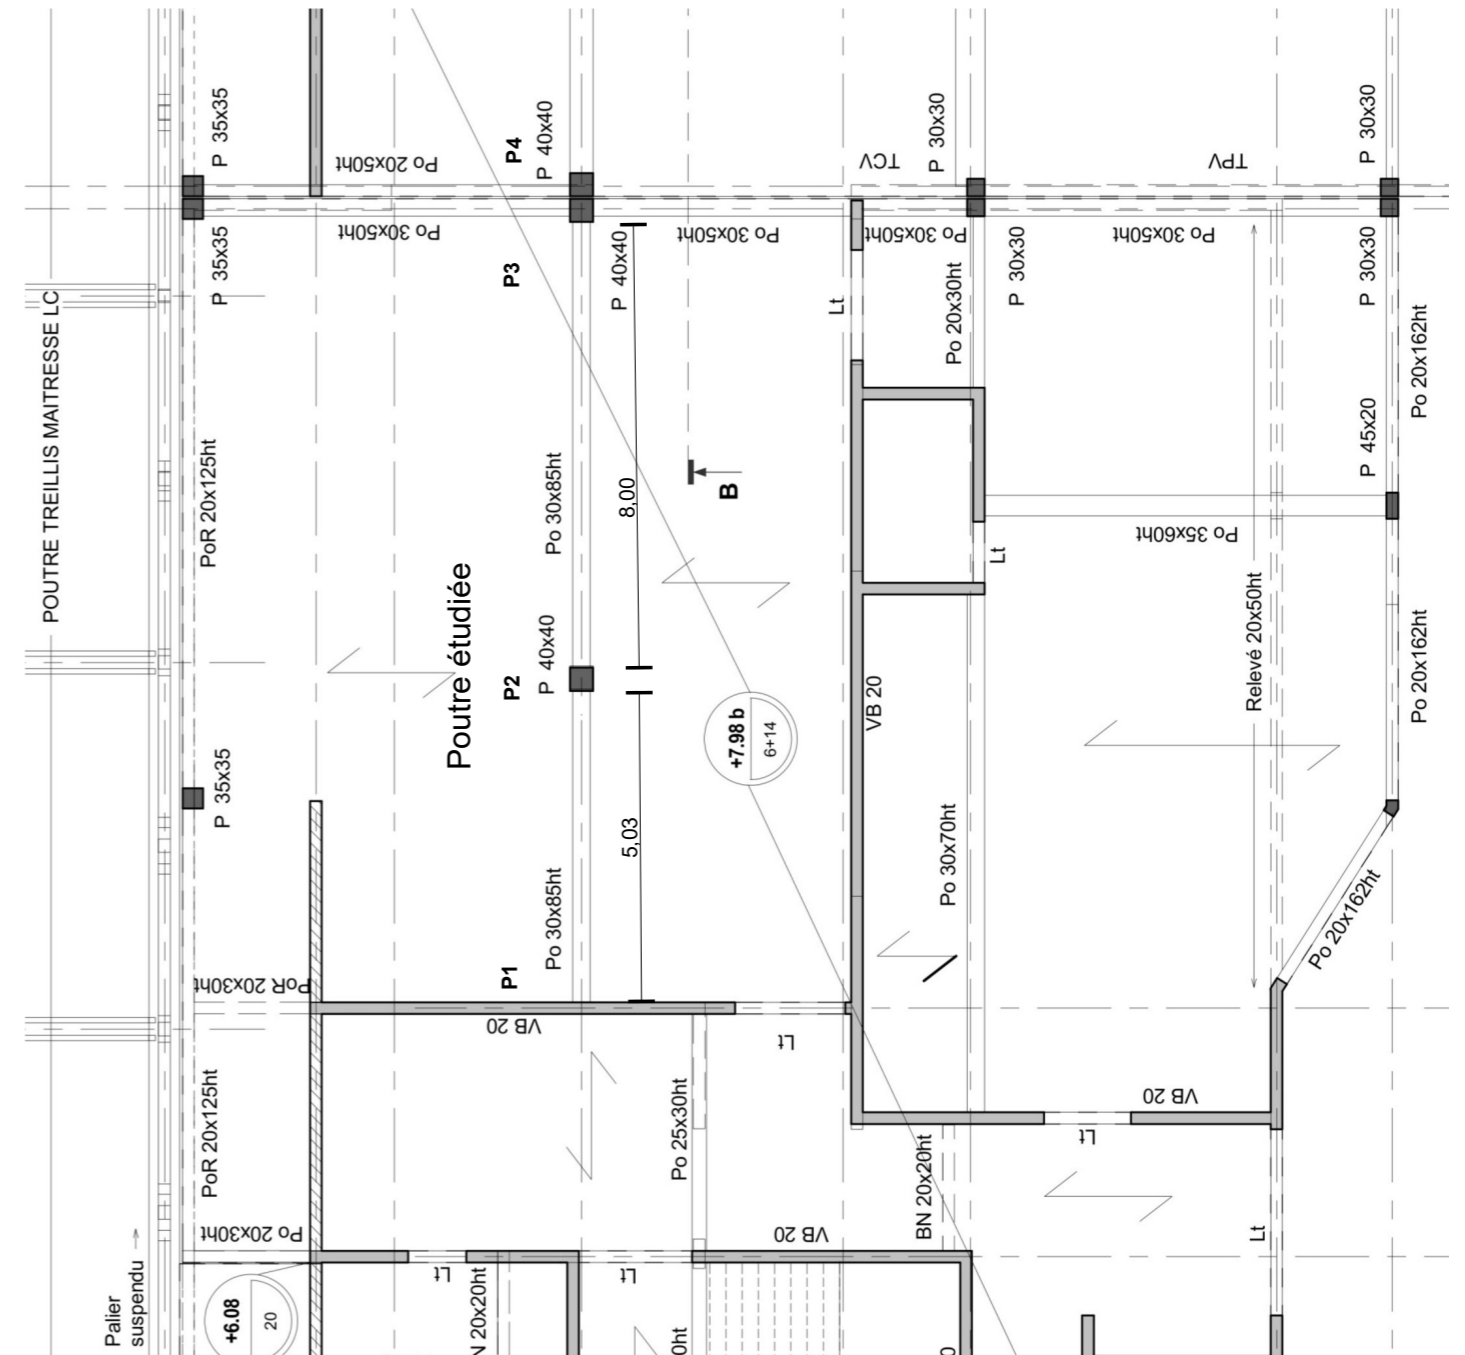 P 35x35
Po 20x50ht
P4
P 40x40
TCV
P 30x30
TPV
P 30x30
P 35x35
Po 30x50ht
P3
P 40x40
Po 30x50ht
Po 30x50ht
Po 20x30ht
P 30x30
Po 30x50ht
P 30x30
Lt
Po 20x162ht
POUTRE TREILLIS MAITRESSE LC
PoR 20x125ht
Po 30x85ht
8,00
B
P 45x20
Po 35x60ht
Lt
Poutre étudiée
P2
P 40x40
VB 20
Relevé 20x50ht
Po 20x162ht
+7.98 b
6+14
P 35x35
5,03
Po 30x70ht
Po 30x85ht
P1
Po 20x162ht
PoR 20x30ht
VB 20
Lt
PoR 20x125ht
Po 25x30ht
VB 20
Lt
BN 20x20ht
Po 20x30ht
VB 20
Lt
Palier
suspendu
+6.08
20
Lt
N 20x20ht
Lt
0ht
0